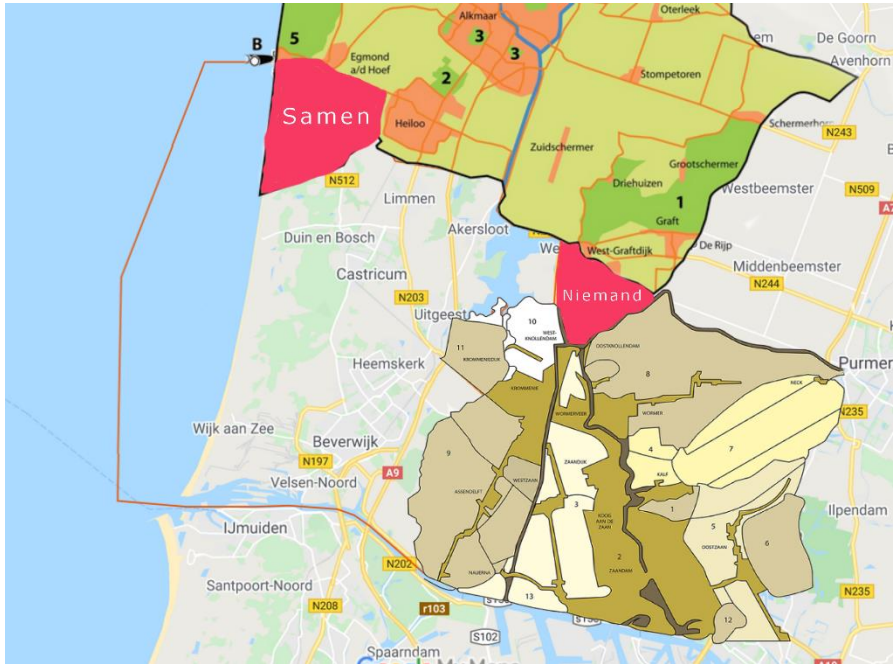 Oterleek
De Goorn
Alkmaar
B
5
3
Avenhorn
Egmond
a/d Hoef
3
2
Stompetoren
Samen
Heiloo
Schermerhorn
N243
Zuidschermer
Grootschermer
N512
Driehuizen
1
Westbeemster
N509
Limmen
Graft
Akersloot
Duin en Bosch
West-Graftdijk
De Rijp
Middenbeemster
Castricum
N244
N203
Niemand
Uitgeest
10
WEST-
KNOLLENDAM
11
KROMMENIEDIJK
OOSTKNOLLENDAM
Heemskerk
8
Purmer
KROMMENIE
NECK
WORMERVEER
WORMER
N235
Wijk aan Zee
Beverwijk
4
7
9
N197
A9
ZAANDIJK
KALF
Velsen-Noord
WESTZAAN
ASSENDELFT
3
1
Ilpendam
IJmuiden
KOOG
AAN DE
ZAAN
5
OOSTZAAN
6
N202
2
Santpoort-Noord
NAUERNA
ZAANDAM
N235
N208
r103
13
12
S102
Spaarndam